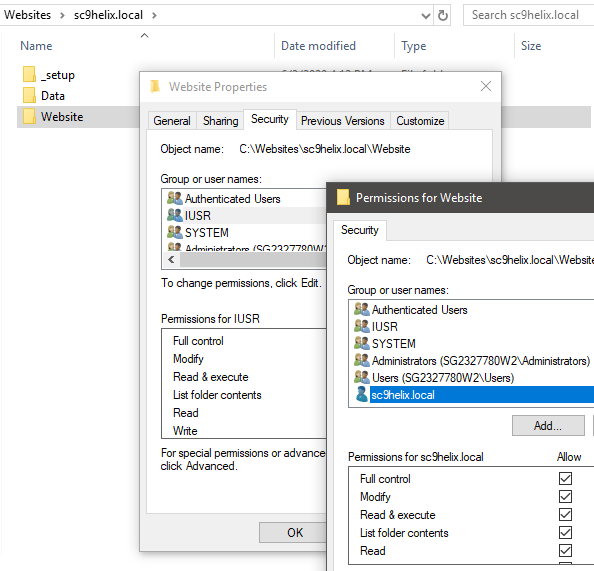 Websites > sc9helix.local >
Search sc9helix.local
Name Date modified Type Size
_setup
Data
Website
Website Properties
General Sharing Security Previous Versions Customize
Object name: C:\Websites\sc9helix.local\Website
Group or user names:
Authenticated Users
IUSR
SYSTEM
Administrators (SG2327780W2\
To change permissions, click Edit.
Permissions for IUSR
Full control
Modify
Read & execute
List folder contents
Read
Write
For special permissions or advance
click Advanced.
OK
Permissions for Website
Security
Object name: C:\Websites\sc9helix.local\Website
Group or user names:
Authenticated Users
IUSR
SYSTEM
Administrators (SG2327780W2\Administrators)
Users (SG2327780W2\Users)
sc9helix.local
Add...
Permissions for sc9helix.local Allow
Full control
Modify
Read & execute
List folder contents
Read